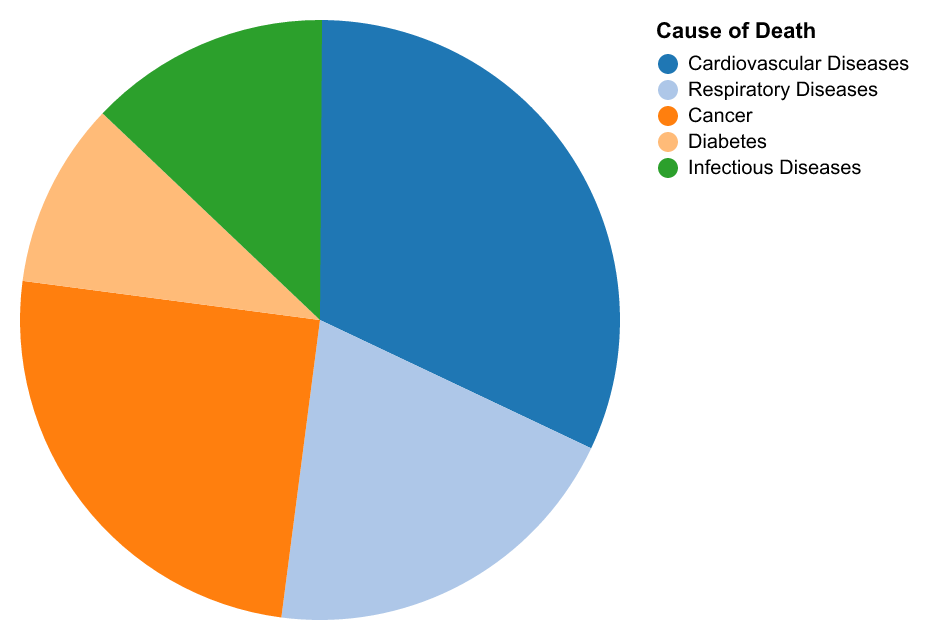 Cause of Death
Cardiovascular Diseases
Respiratory Diseases
Cancer
Diabetes
Infectious Diseases